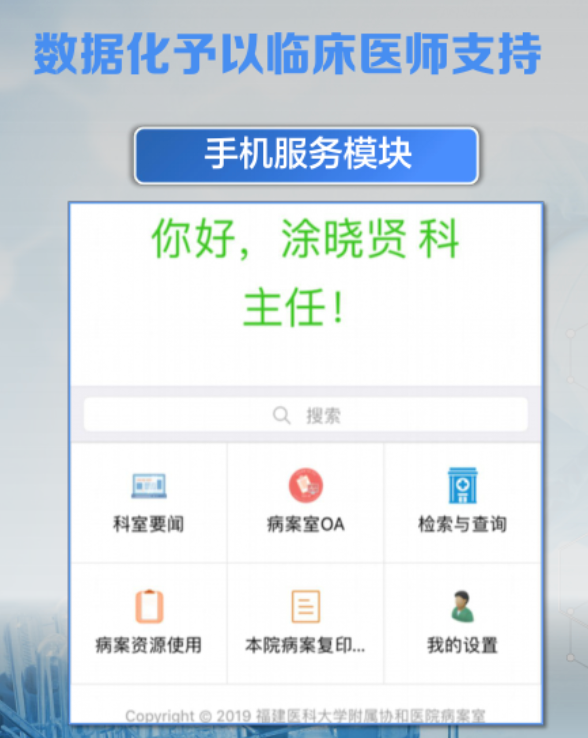 数据化予以临床医师支持
手机服务模块
你好，涂晓贤 科
主任！
搜索
科室要闻
病案室OA
检索与查询
病案资源使用
本院病案复印...
我的设置
Copyright © 2019 福建医科大学附属协和医院病案室